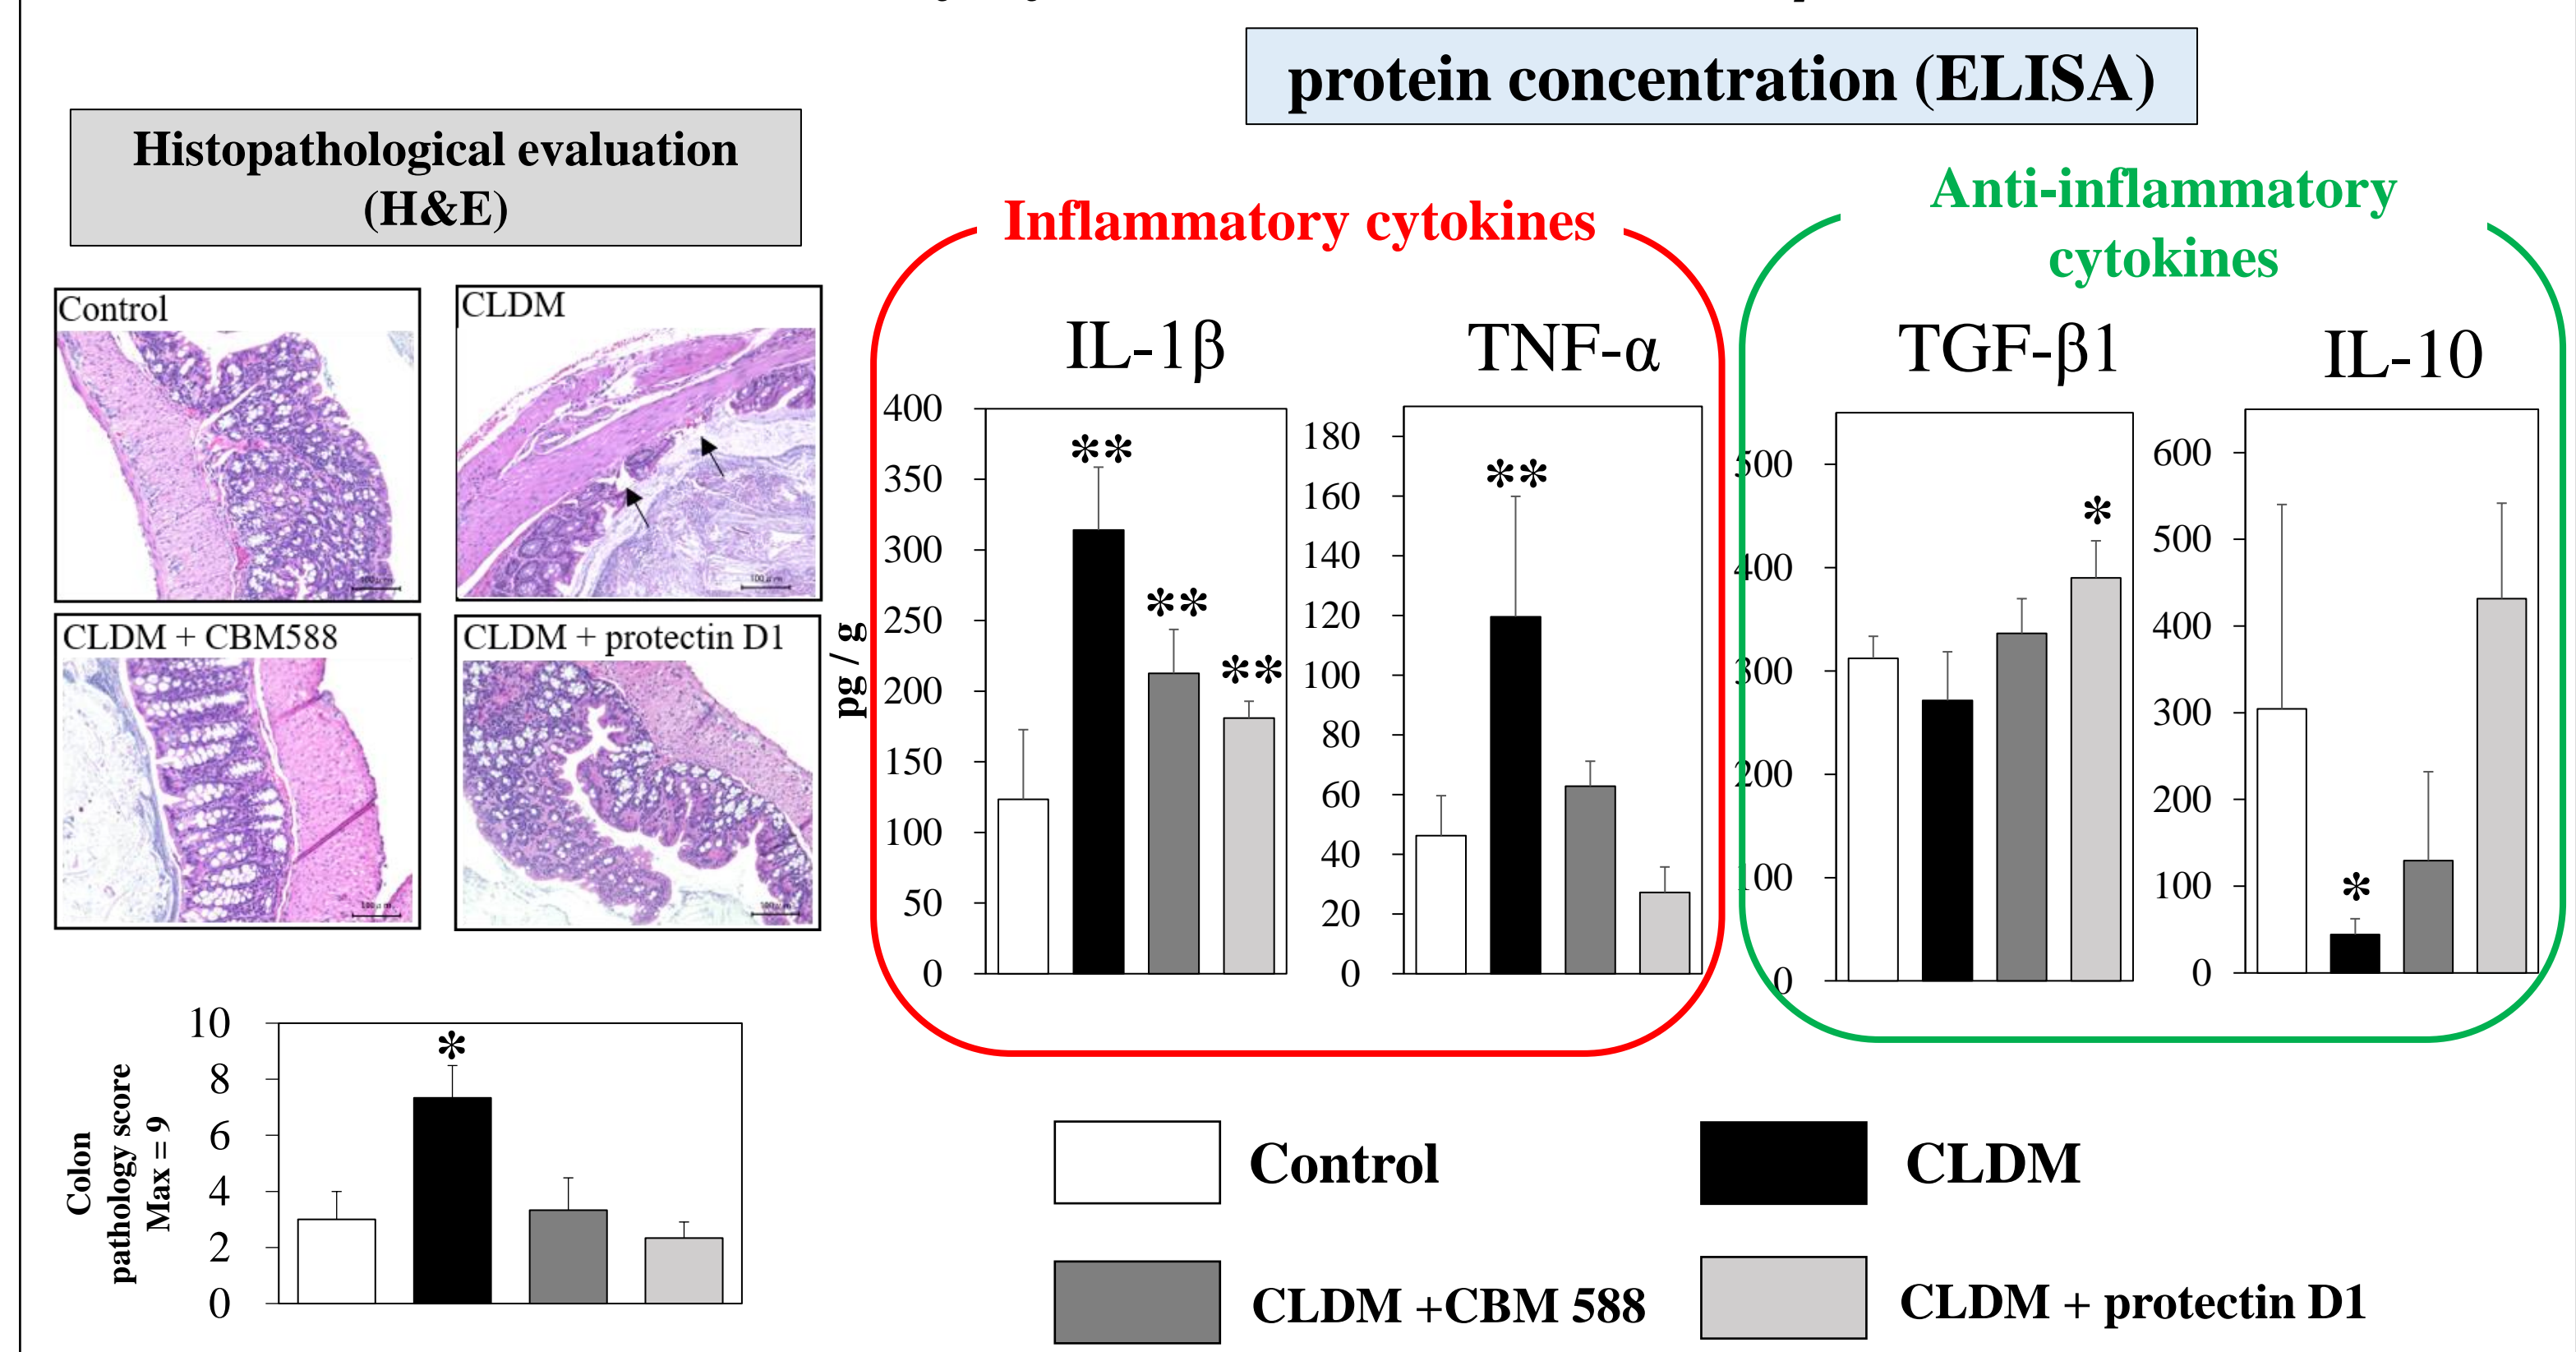 protein concentration (ELISA)
Histopathological evaluation
(H&E)
Control
CLDM
CLDM + CBM588
CLDM + protectin D1
100μm
100μm
100μm
100μm
Inflammatory cytokines
Anti-inflammatory
cytokines
IL-1β
TNF-α
TGF-β1
IL-10
pg / g
400
350
300
250
200
150
100
50
0
**
**
**
180
160
140
120
100
80
60
40
20
0
**
500
400
300
200
100
0
*
600
500
400
300
200
100
0
*
Colon
pathology score
Max = 9
10
8
6
4
2
0
*
Control
CLDM
CLDM +CBM 588
CLDM + protectin D1